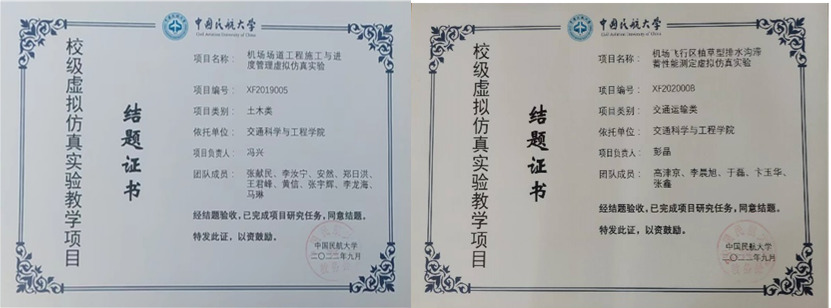 中国民航大学
Civil Aviation University of China
校级虚拟仿真实验教学项目
结题证书
项目名称：机场场道工程施工与进
度管理虚拟仿真实验
项目编号：XF2019005
项目类别：土木类
依托单位：交通科学与工程学院
项目负责人：冯兴
团队成员：张献民、李汝宁、安然、郑日洪、
王君峰、黄信、张宇辉、李龙海、
马琳
经结题验收，已完成项目研究任务，同意结题。
特发此证，以资鼓励。
中国民航大学
二〇二二年九月
中国民航大学
Civil Aviation University of China
校级虚拟仿真实验教学项目
结题证书
项目名称：机场飞行区植草型排水沟滞
蓄性能测定虚拟仿真实验
项目编号：XF2020008
项目类别：交通运输类
依托单位：交通科学与工程学院
项目负责人：彭晶
团队成员：高津京、李晨旭、于磊、卞玉华、
张鑫
经结题验收，已完成项目研究任务，同意结题。
特发此证，以资鼓励。
中国民航大学
二〇二二年九月